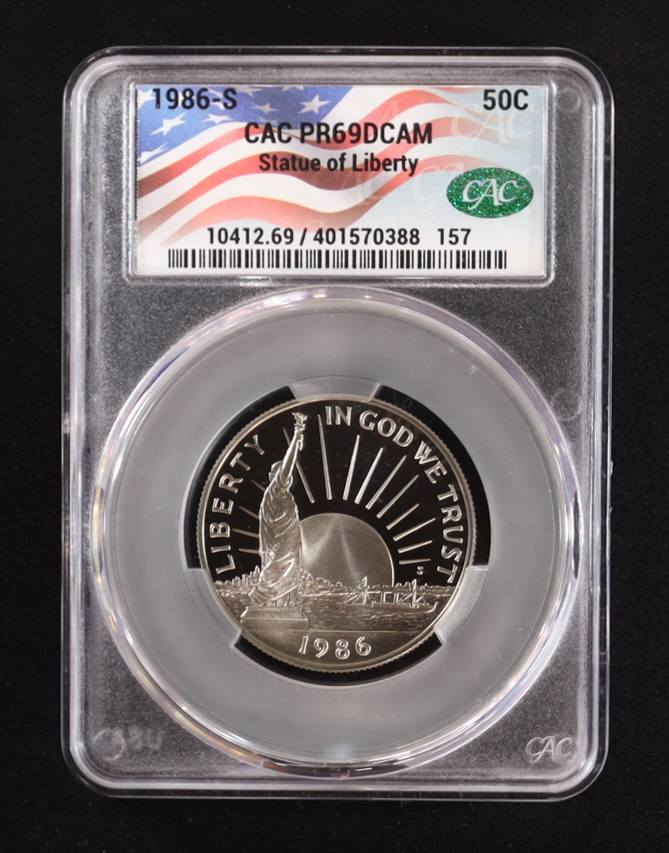 1986-S 50C
CAC PR69DCAM
Statue of Liberty
CAC
10412.69 / 401570388 157
LIBERTY
IN GOD WE TRUST
S
1986
CAC